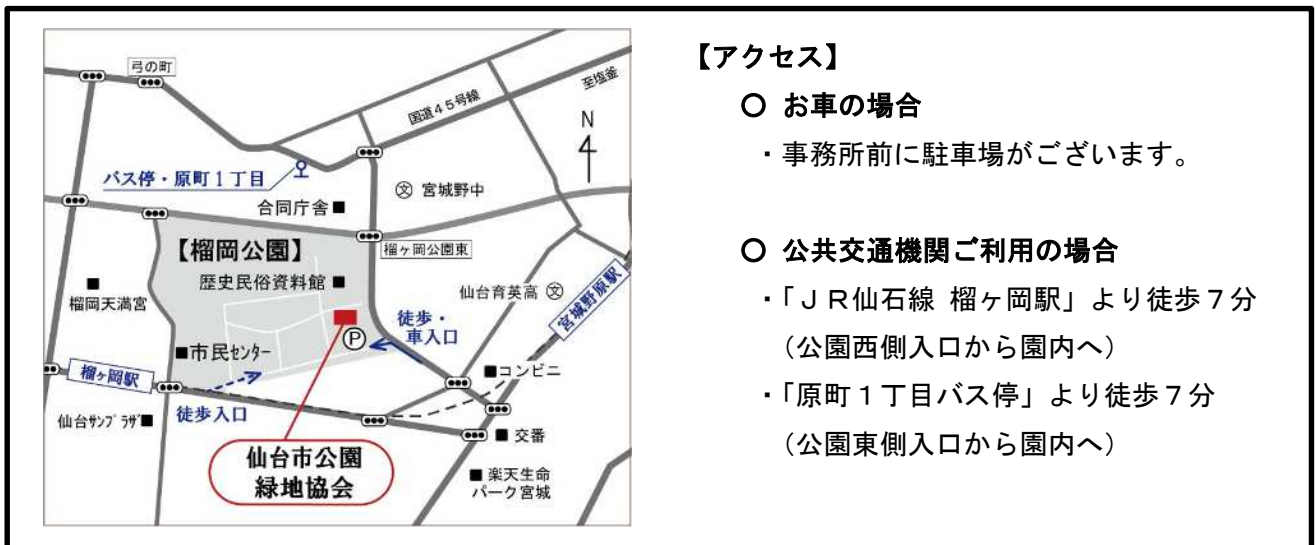 弓の町
国道45号線
至塩釜
N
バス停・原町1丁目
文 宮城野中
合同庁舎■
【榴岡公園】
榴ヶ岡公園東
歴史民俗資料館■
■
榴岡天満宮
仙台育英高 文
宮城野原駅
P
徒歩・
車入口
■市民センター
榴ヶ岡駅
■コンビニ
徒歩入口
仙台サンプラザ■
■交番
仙台市公園
緑地協会
■楽天生命
パーク宮城
【アクセス】
○ お車の場合
・事務所前に駐車場がございます。
○ 公共交通機関ご利用の場合
・「ＪＲ仙石線 榴ヶ岡駅」より徒歩７分
（公園西側入口から園内へ）
・「原町１丁目バス停」より徒歩７分
（公園東側入口から園内へ）